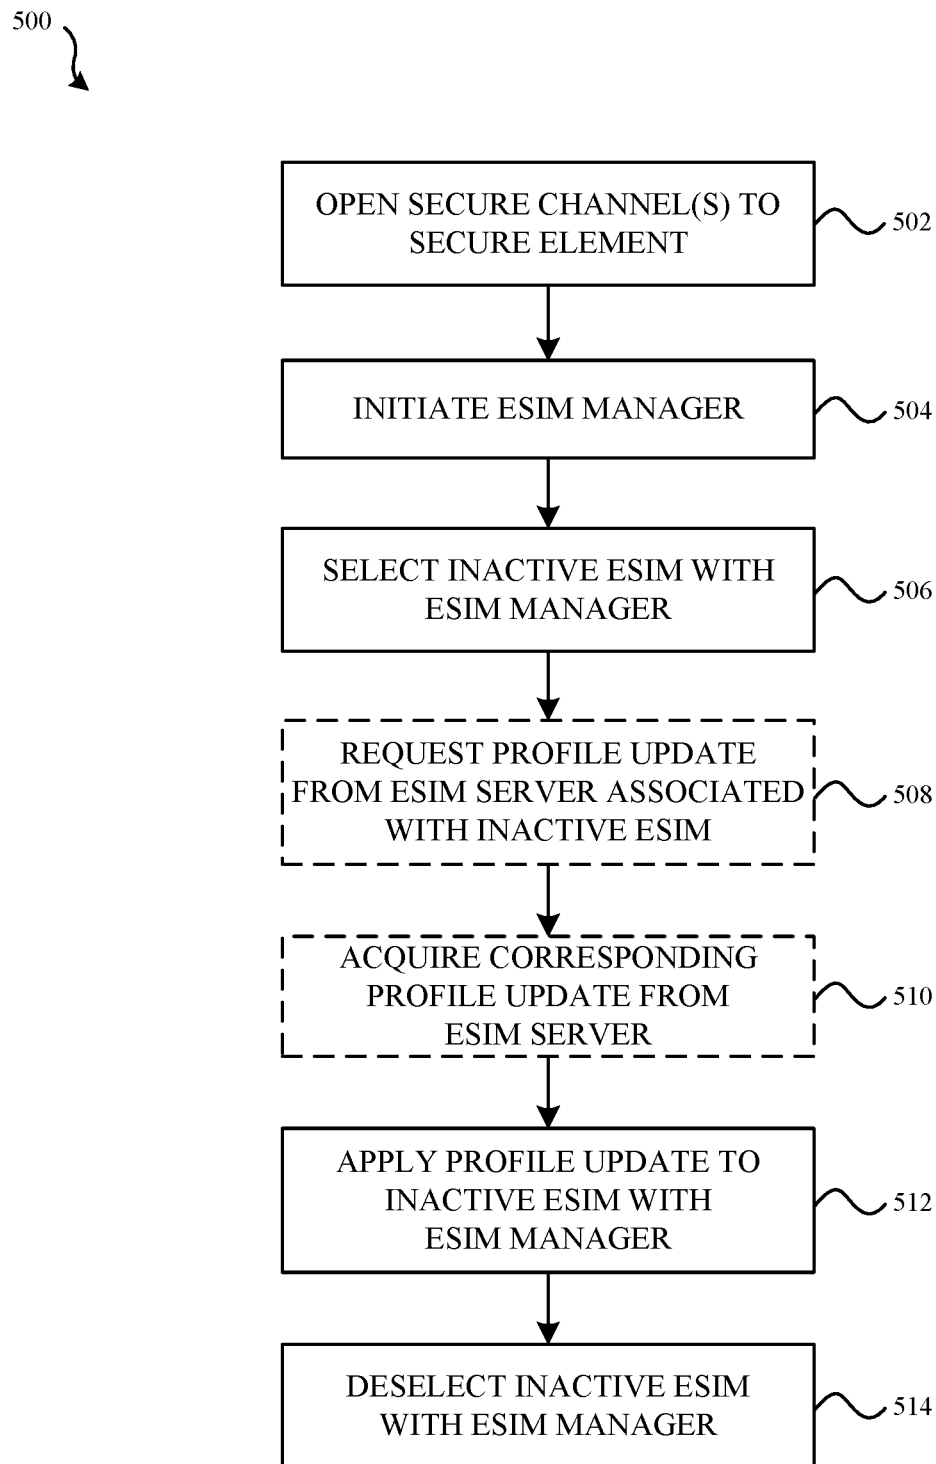 500
OPEN SECURE CHANNEL(S) TO
SECURE ELEMENT
502
INITIATE ESIM MANAGER
504
SELECT INACTIVE ESIM WITH
ESIM MANAGER
506
REQUEST PROFILE UPDATE
FROM ESIM SERVER ASSOCIATED
WITH INACTIVE ESIM
508
ACQUIRE CORRESPONDING
PROFILE UPDATE FROM
ESIM SERVER
510
APPLY PROFILE UPDATE TO
INACTIVE ESIM WITH
ESIM MANAGER
512
DESELECT INACTIVE ESIM
WITH ESIM MANAGER
514